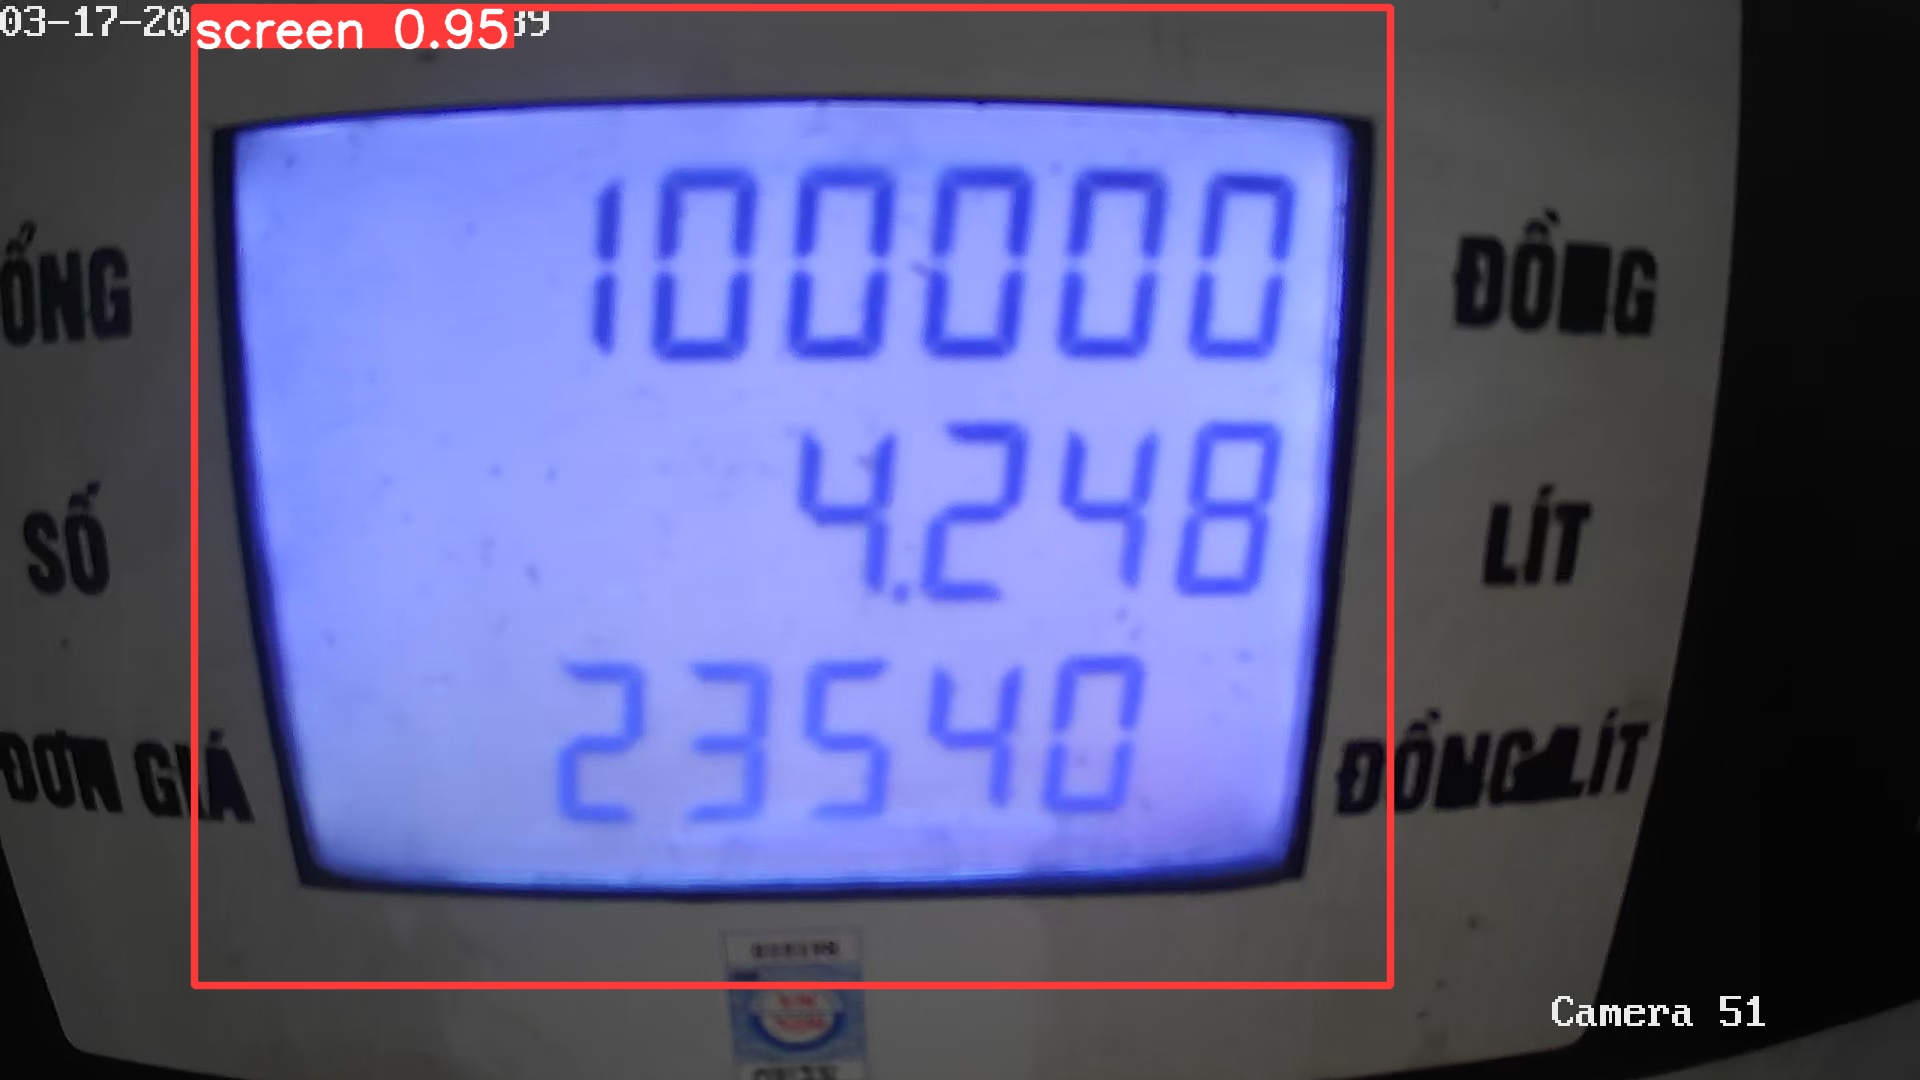 03-17-20 39
screen 0.95
ỔNG 100000 ĐỒNG
SỐ 4.248 LÍT
ĐƠN GIÁ 23540 ĐỒNG/LÍT
Camera 51